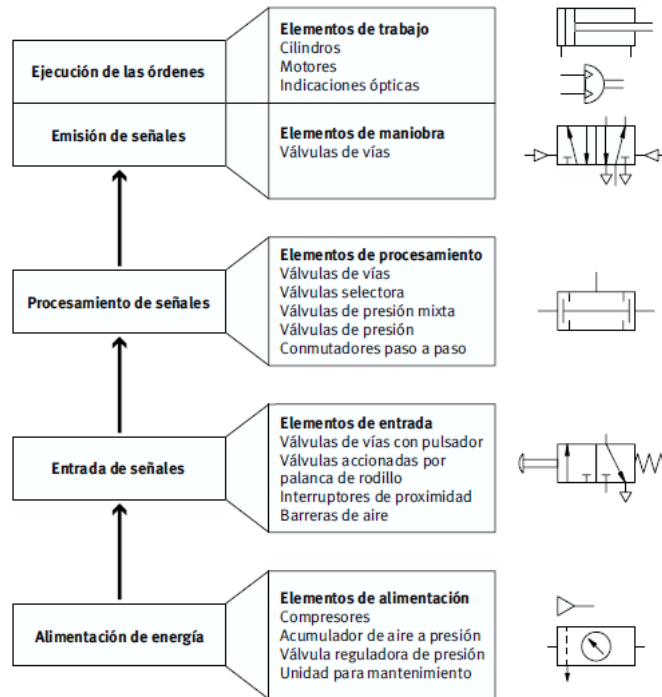 Ejecución de las órdenes
Elementos de trabajo
Cilindros
Motores
Indicaciones ópticas
Emisión de señales
Elementos de maniobra
Válvulas de vías
Procesamiento de señales
Elementos de procesamiento
Válvulas de vías
Válvulas selectora
Válvulas de presión mixta
Válvulas de presión
Conmutadores paso a paso
Entrada de señales
Elementos de entrada
Válvulas de vías con pulsador
Válvulas accionadas por
palanca de rodillo
Interruptores de proximidad
Barreras de aire
Alimentación de energía
Elementos de alimentación
Compresores
Acumulador de aire a presión
Válvula reguladora de presión
Unidad para mantenimiento